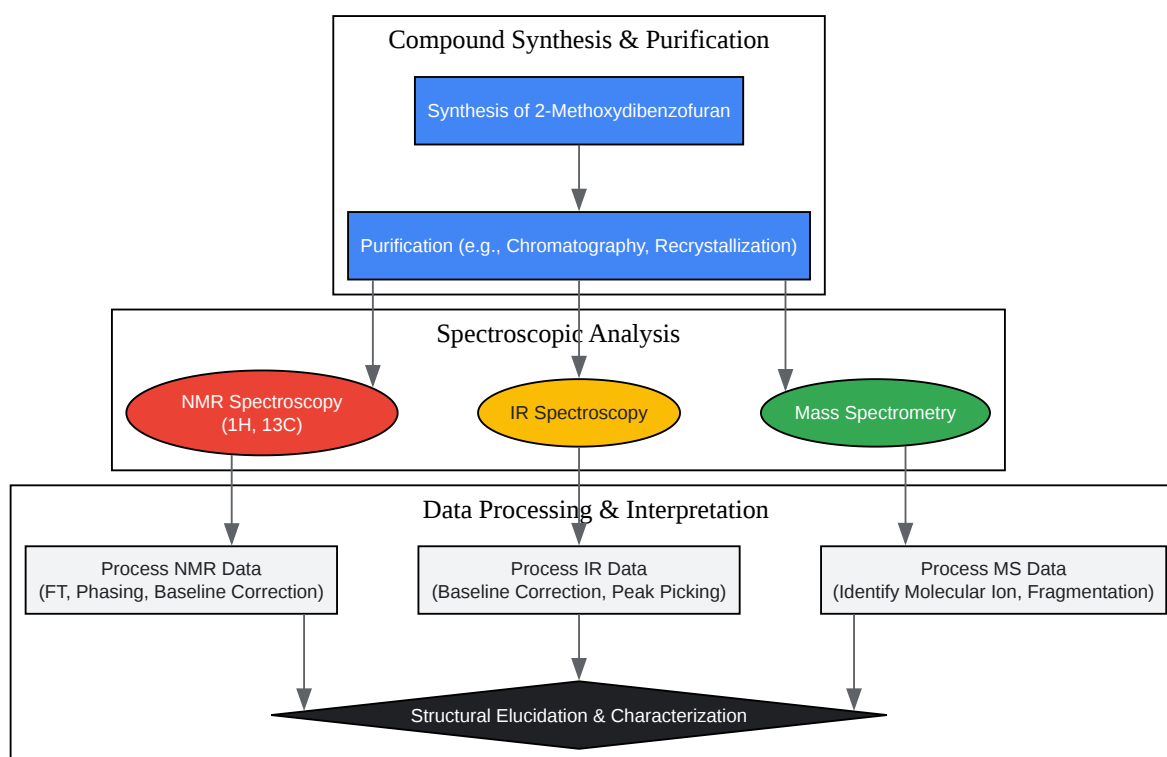 Compound Synthesis & Purification
Synthesis of 2-Methoxydibenzofuran
Purification (e.g., Chromatography, Recrystallization)
Spectroscopic Analysis
NMR Spectroscopy
(1H, 13C)
IR Spectroscopy
Mass Spectrometry
Data Processing & Interpretation
Process NMR Data
(FT, Phasing, Baseline Correction)
Process IR Data
(Baseline Correction, Peak Picking)
Process MS Data
(Identify Molecular Ion, Fragmentation)
Structural Elucidation & Characterization